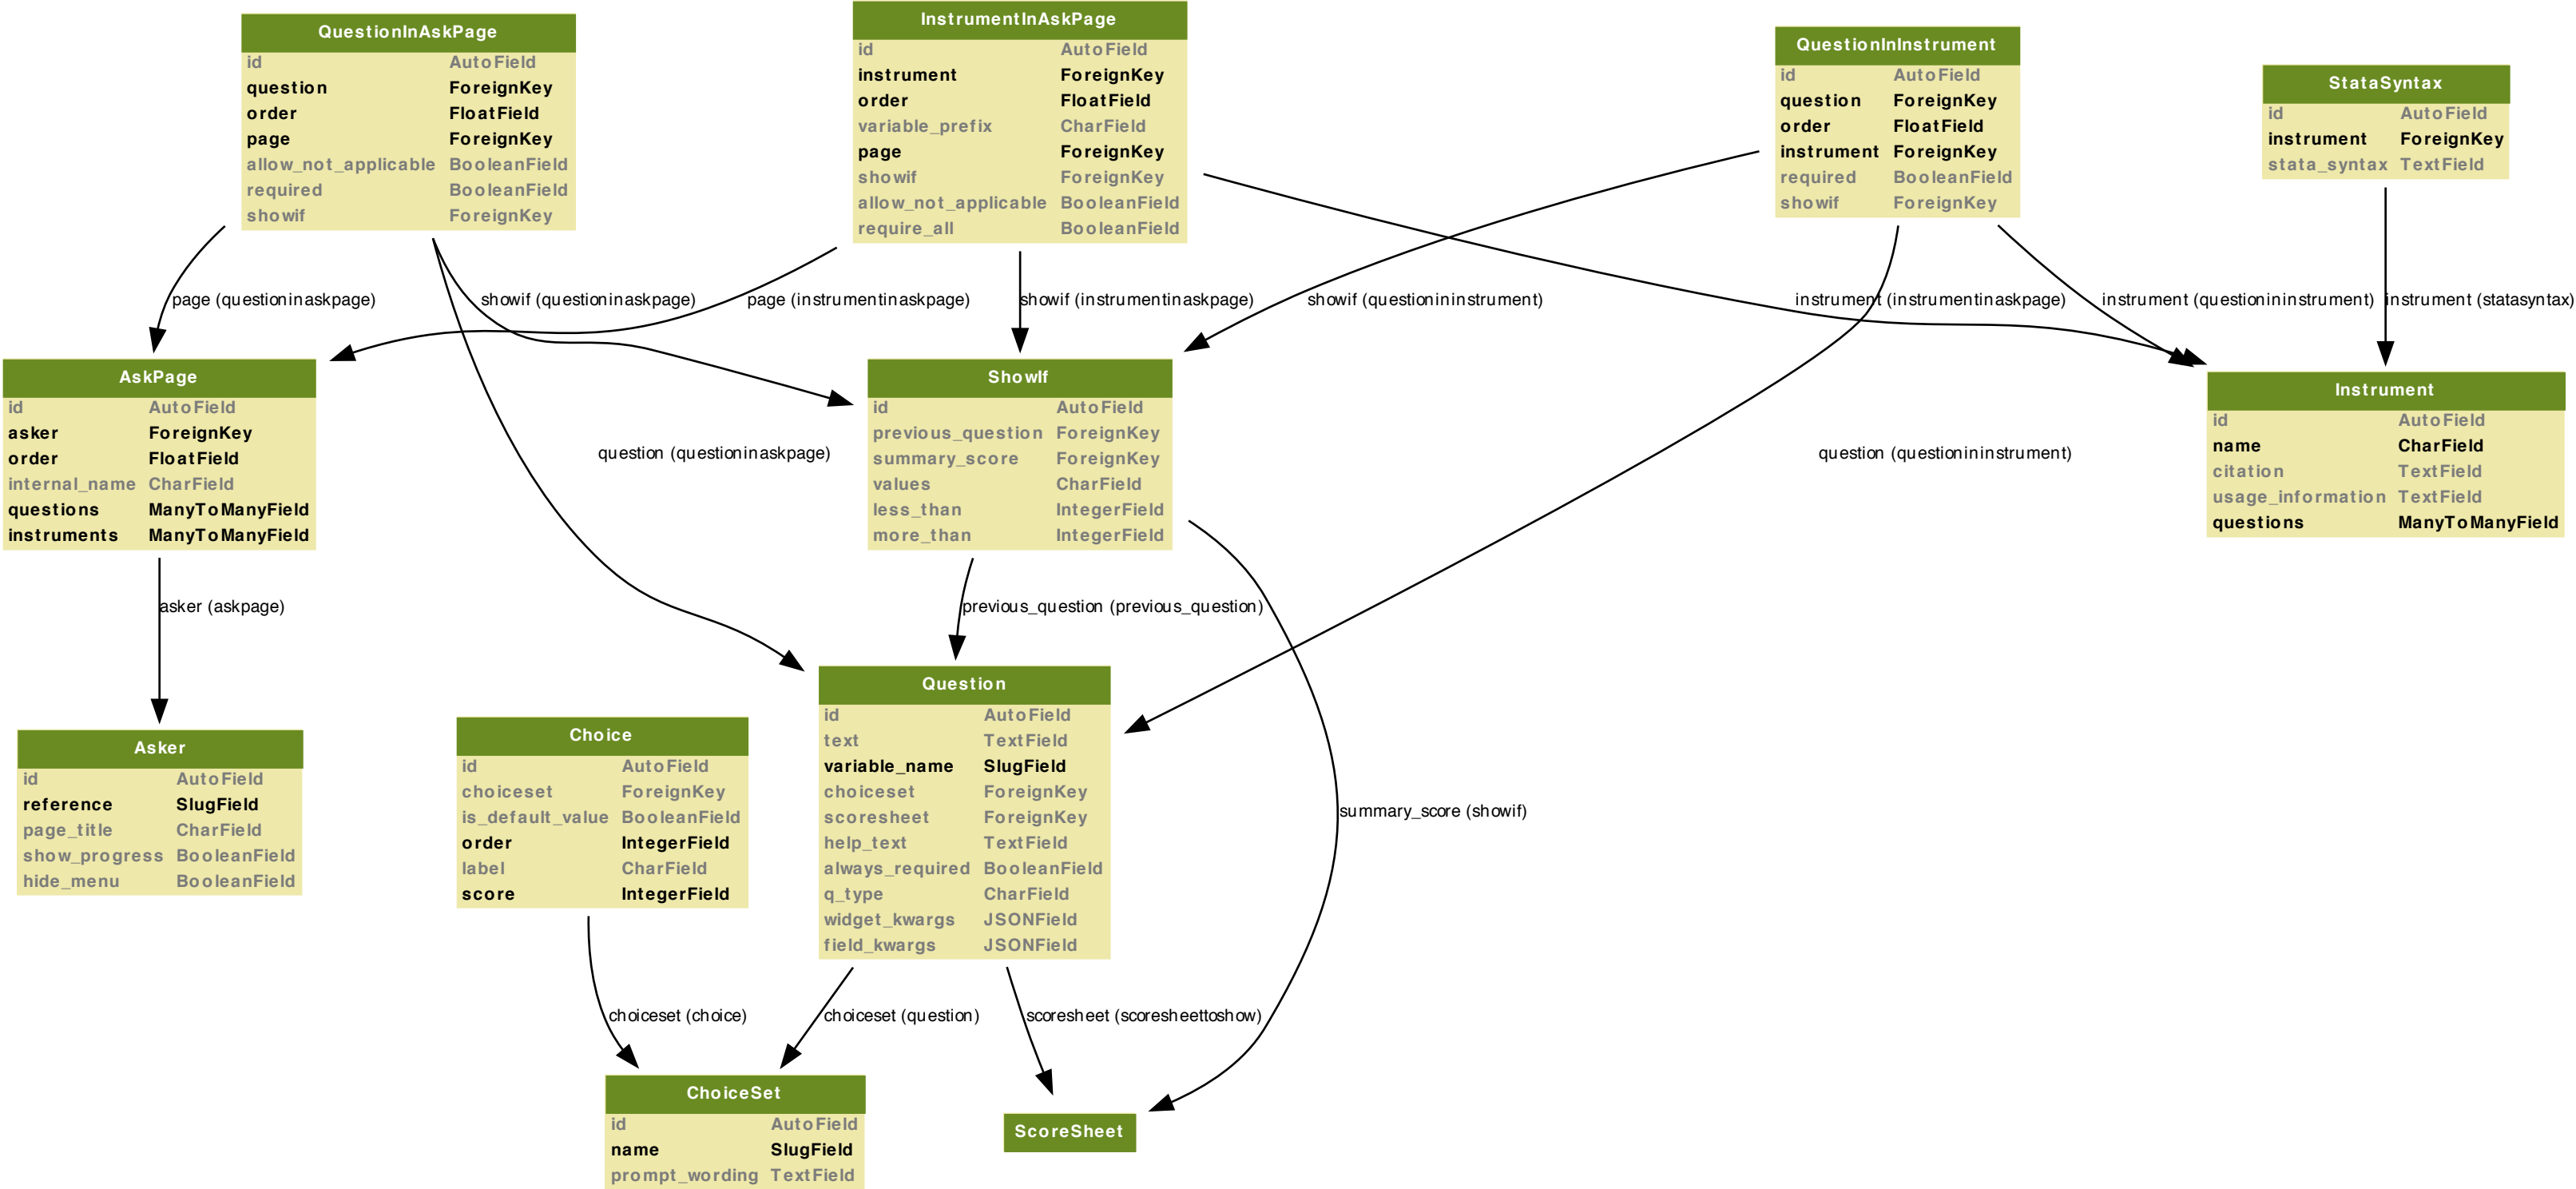 QuestionInAskPage
id AutoField
question ForeignKey
order FloatField
page ForeignKey
allow_not_applicable BooleanField
required BooleanField
showif ForeignKey
InstrumentInAskPage
id AutoField
instrument ForeignKey
order FloatField
variable_prefix CharField
page ForeignKey
showif ForeignKey
allow_not_applicable BooleanField
require_all BooleanField
QuestionInInstrument
id AutoField
question ForeignKey
order FloatField
instrument ForeignKey
required BooleanField
showif ForeignKey
StataSyntax
id AutoField
instrument ForeignKey
stata_syntax TextField
page (questioninaskpage)
showif (questioninaskpage)
page (instrumentinaskpage)
showif (instrumentinaskpage)
showif (questionininstrument)
instrument (instrumentinaskpage)
instrument (questionininstrument)
instrument (statasyntax)
AskPage
id AutoField
asker ForeignKey
order FloatField
internal_name CharField
questions ManyToManyField
instruments ManyToManyField
question (questioninaskpage)
ShowIf
id AutoField
previous_question ForeignKey
summary_score ForeignKey
values CharField
less_than IntegerField
more_than IntegerField
question (questionininstrument)
Instrument
id AutoField
name CharField
citation TextField
usage_information TextField
questions ManyToManyField
asker (askpage)
previous_question (previous_question)
Asker
id AutoField
reference SlugField
page_title CharField
show_progress BooleanField
hide_menu BooleanField
Choice
id AutoField
choiceset ForeignKey
is_default_value BooleanField
order IntegerField
label CharField
score IntegerField
Question
id AutoField
text TextField
variable_name SlugField
choiceset ForeignKey
scoresheet ForeignKey
help_text TextField
always_required BooleanField
q_type CharField
widget_kwargs JSONField
field_kwargs JSONField
summary_score (showif)
choiceset (choice)
choiceset (question)
scoresheet (scoresheettoshow)
ChoiceSet
id AutoField
name SlugField
prompt_wording TextField
ScoreSheet